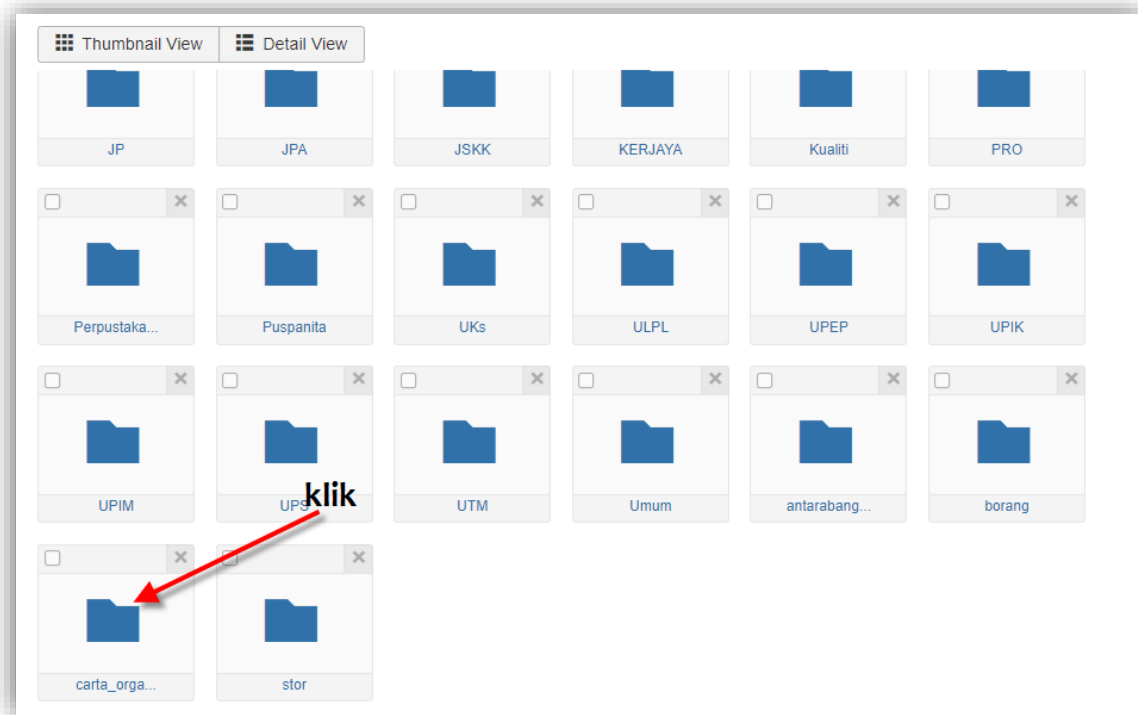 Thumbnail View Detail View
JP JPA JSKK KERJAYA Kualiti PRO
Perpustaka... Puspanita UKs ULPL UPEP UPIK
klik
UPIM UPS UTM Umum antarabang... borang
carta_orga... stor